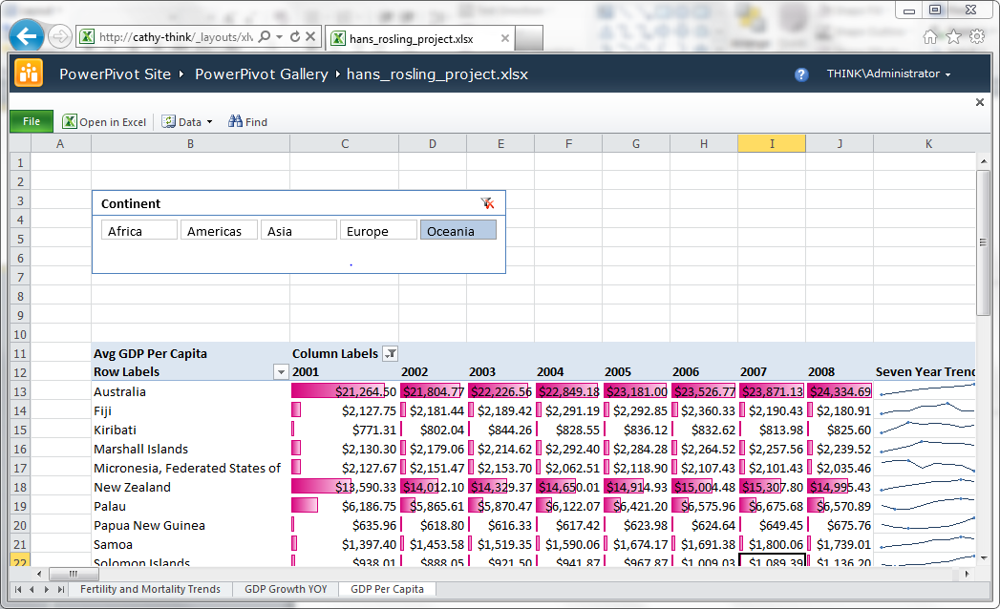 http://cathy-think/_layouts/xlv
hans_rosling_project.xlsx
PowerPivot Site PowerPivot Gallery hans_rosling_project.xlsx
THINK\Administrator
File Open in Excel Data Find
A B C D E F G H I J K
1
2
3 Continent
4
5 Africa Americas Asia Europe Oceania
6
7
8
9
10
11 Avg GDP Per Capita Column Labels
12 Row Labels 2001 2002 2003 2004 2005 2006 2007 2008 Seven Year Trend
13 Australia $21,264.50 $21,804.77 $22,226.56 $22,849.18 $23,181.00 $23,526.77 $23,871.13 $24,334.69
14 Fiji $2,127.75 $2,181.44 $2,189.42 $2,291.19 $2,292.85 $2,360.33 $2,190.43 $2,180.91
15 Kiribati $771.31 $802.04 $844.26 $828.55 $836.12 $832.62 $813.98 $825.60
16 Marshall Islands $2,130.30 $2,179.06 $2,214.62 $2,292.40 $2,284.28 $2,264.52 $2,257.56 $2,239.52
17 Micronesia, Federated States of $2,127.67 $2,151.47 $2,153.70 $2,062.51 $2,118.90 $2,107.43 $2,101.43 $2,035.46
18 New Zealand $13,590.33 $14,012.10 $14,329.37 $14,650.01 $14,914.93 $15,004.48 $15,307.80 $14,995.43
19 Palau $6,186.75 $5,865.61 $5,870.47 $6,122.07 $6,421.20 $6,575.96 $6,675.68 $6,570.89
20 Papua New Guinea $635.96 $618.80 $616.33 $617.42 $623.98 $624.64 $649.45 $675.76
21 Samoa $1,397.40 $1,453.58 $1,519.35 $1,590.06 $1,674.17 $1,691.38 $1,800.06 $1,739.01
22 Solomon Islands $938.01 $888.05 $921.50 $941.87 $967.87 $1,009.03 $1,089.39 $1,136.20
Fertility and Mortality Trends GDP Growth YOY GDP Per Capita